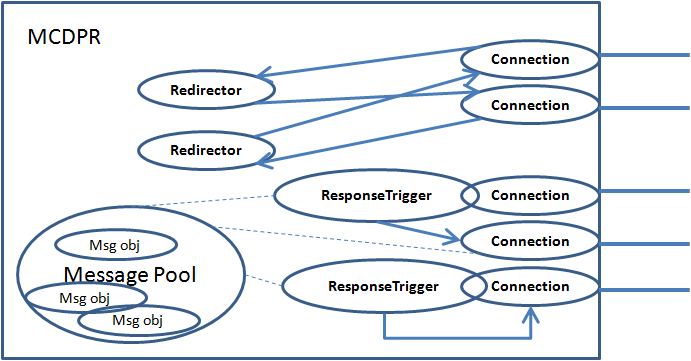 MCDPR
Connection
Redirector
Connection
Redirector
ResponseTrigger
Connection
Msg obj
Connection
Message Pool
ResponseTrigger
Connection
Msg obj
Msg obj